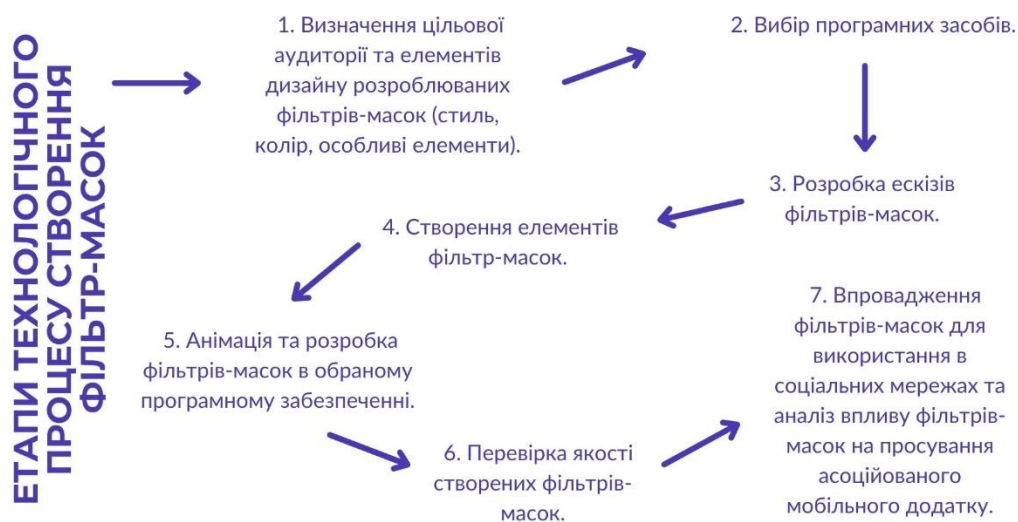 ЕТАПИ ТЕХНОЛОГІЧНОГО
ПРОЦЕСУ СТВОРЕННЯ
ФІЛЬТР-МАСОК
1. Визначення цільової
аудиторії та елементів
дизайну розроблюваних
фільтрів-масок (стиль,
колір, особливі елементи).
2. Вибір програмних засобів.
3. Розробка ескізів
фільтрів-масок.
4. Створення елементів
фільтр-масок.
5. Анімація та розробка
фільтрів-масок в обраному
програмному забезпеченні.
6. Перевірка якості
створених фільтрів-
масок.
7. Впровадження
фільтрів-масок для
використання в
соціальних мережах та
аналіз впливу фільтрів-
масок на просування
асоційованого
мобільного додатку.